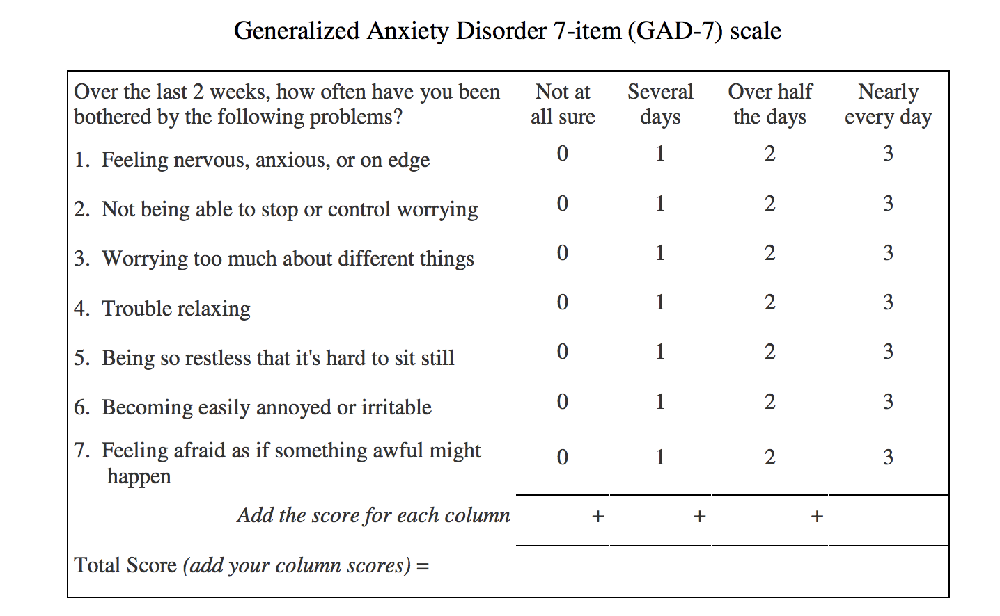 Generalized Anxiety Disorder 7-item (GAD-7) scale
Over the last 2 weeks, how often have you been bothered by the following problems? Not at all sure Several days Over half the days Nearly every day
1. Feeling nervous, anxious, or on edge 0 1 2 3
2. Not being able to stop or control worrying 0 1 2 3
3. Worrying too much about different things 0 1 2 3
4. Trouble relaxing 0 1 2 3
5. Being so restless that it's hard to sit still 0 1 2 3
6. Becoming easily annoyed or irritable 0 1 2 3
7. Feeling afraid as if something awful might 0 1 2 3
happen
Add the score for each column + + +
Total Score (add your column scores) =